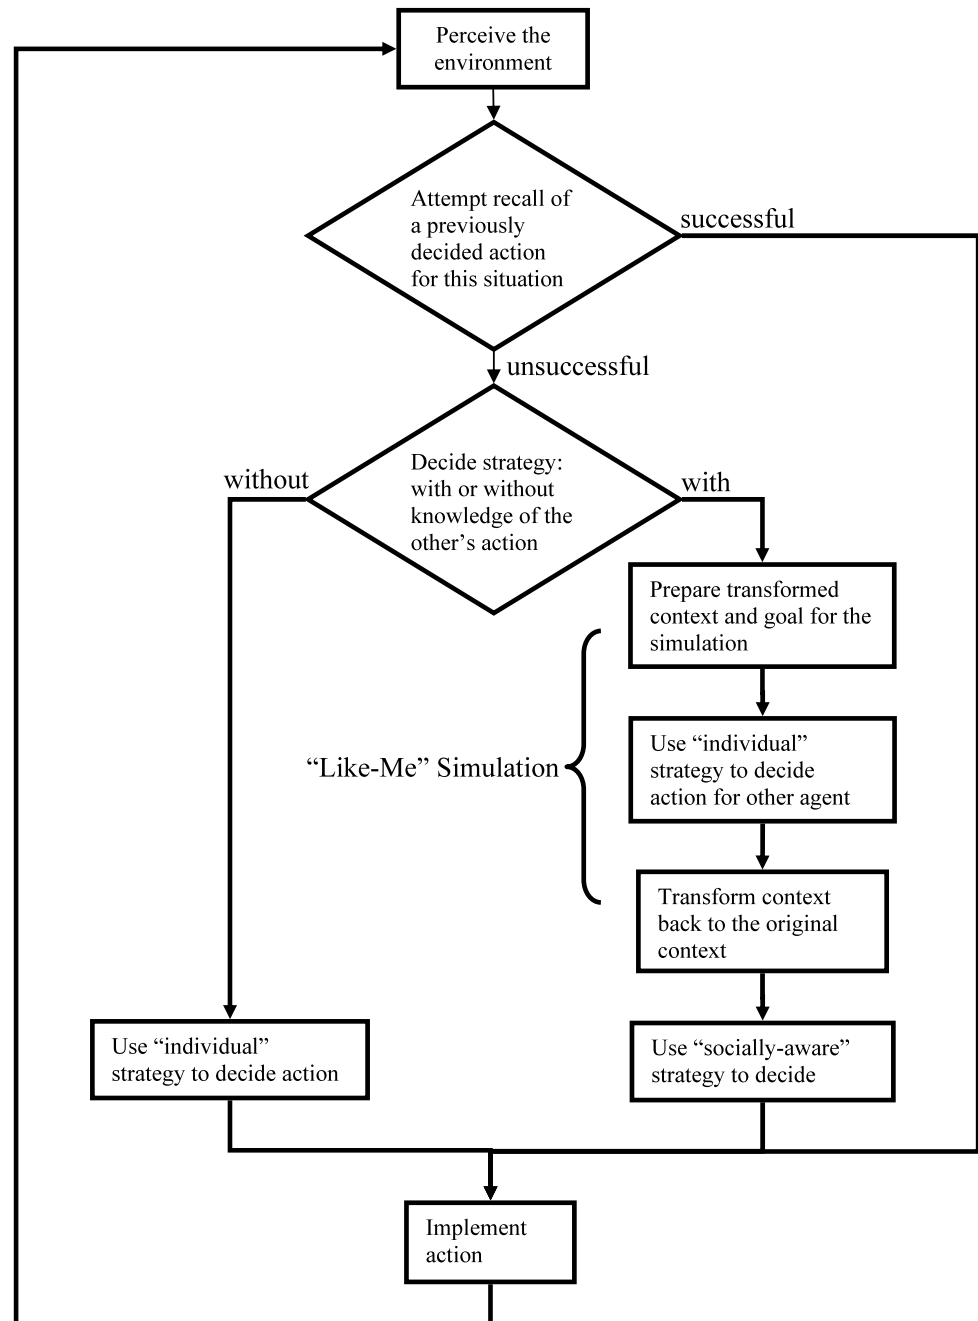 Perceive the
environment
Attempt recall of
a previously
decided action
for this situation
successful
unsuccessful
Decide strategy:
with or without
knowledge of the
other’s action
without
with
Prepare transformed
context and goal for the
simulation
Use “individual”
strategy to decide
action for other agent
“Like-Me” Simulation
Transform context
back to the original
context
Use “individual”
strategy to decide action
Use “socially-aware”
strategy to decide
Implement
action